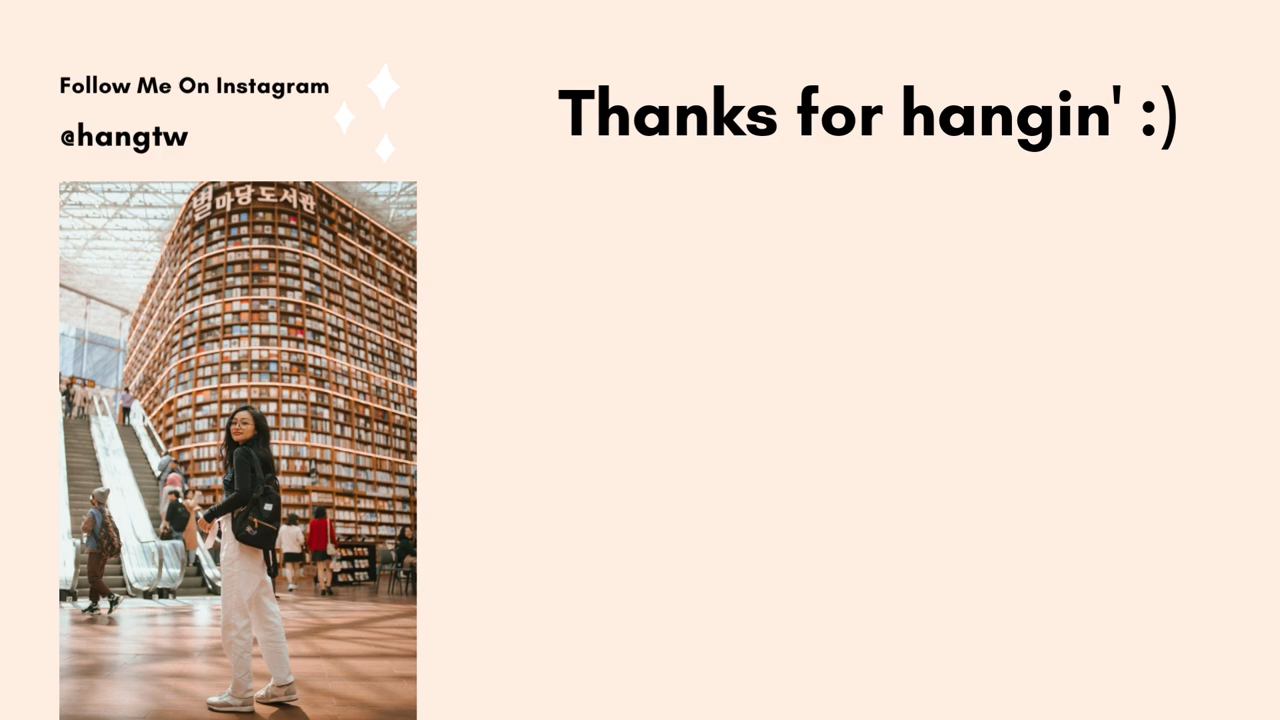 Follow Me On Instagram
@hangtw
Thanks for hangin' :)
별마당도서관